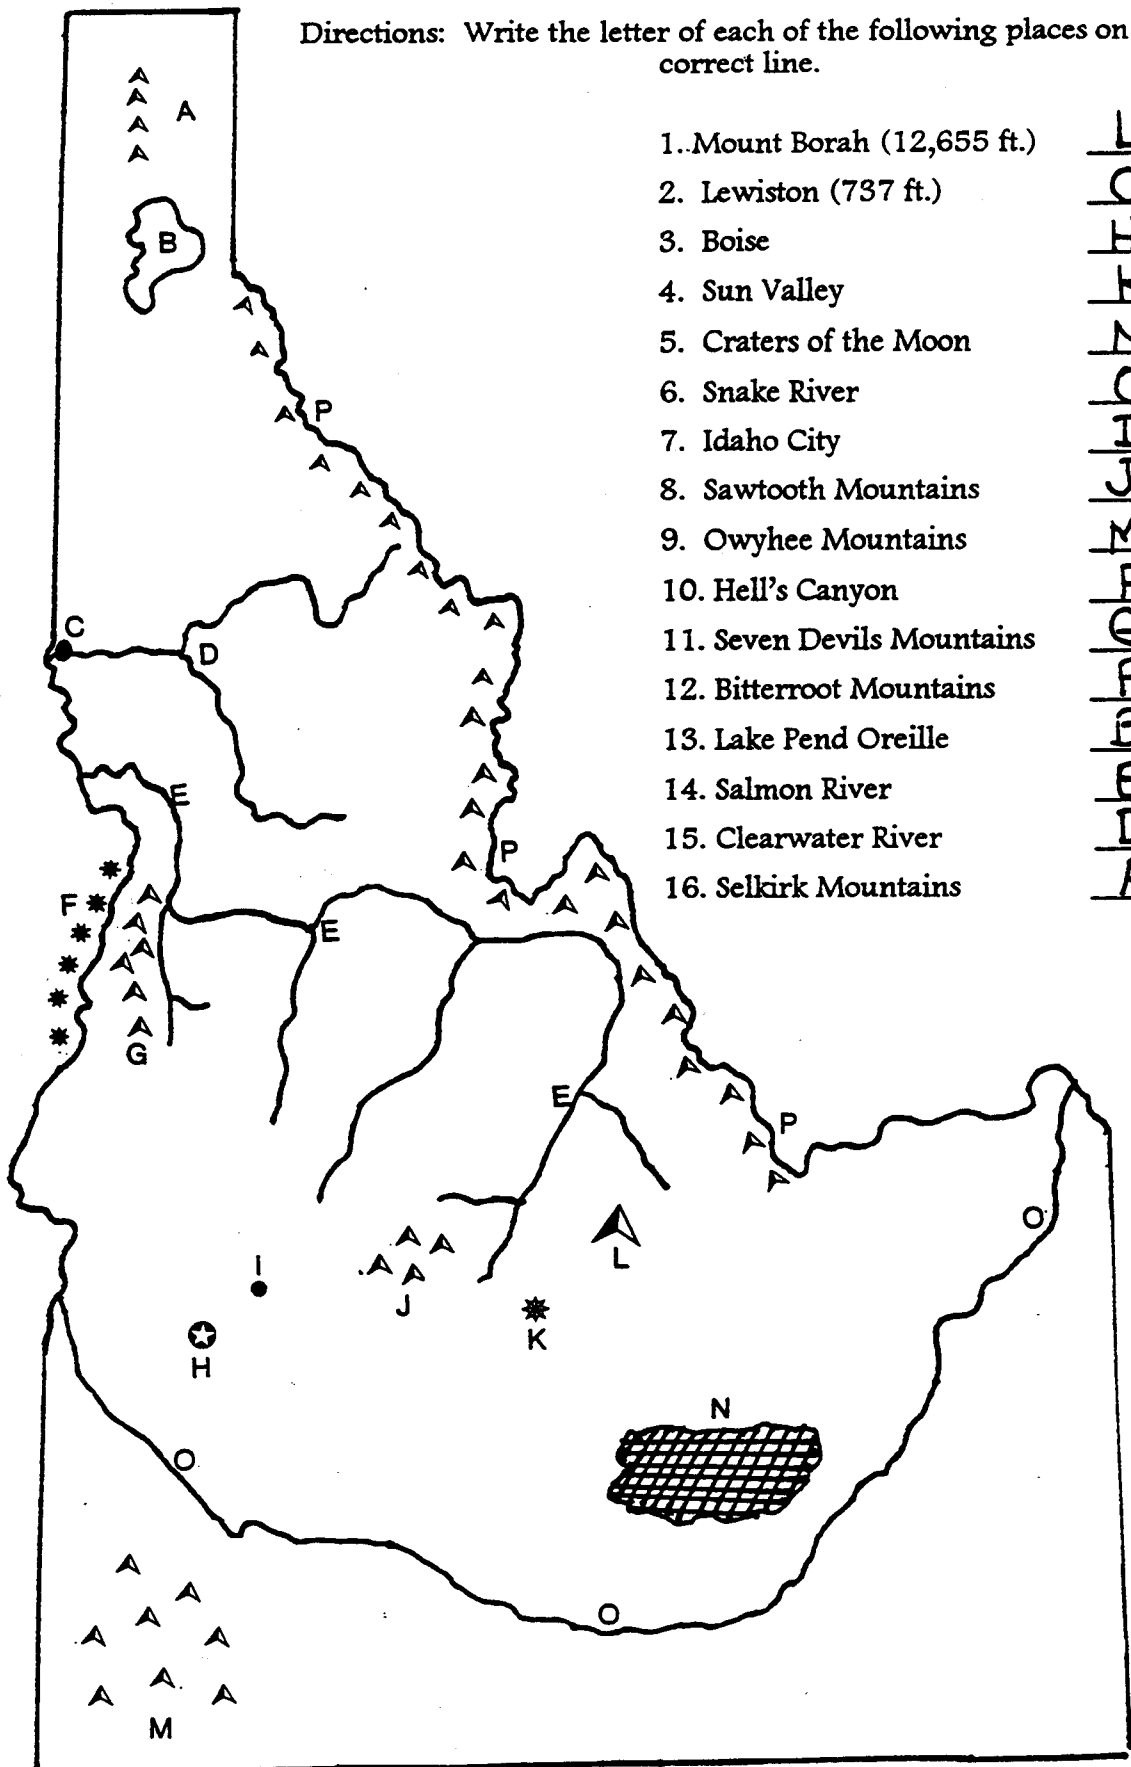 Directions: Write the letter of each of the following places on
correct line.
1. Mount Borah (12,655 ft.)
2. Lewiston (737 ft.)
3. Boise
4. Sun Valley
5. Craters of the Moon
6. Snake River
7. Idaho City
8. Sawtooth Mountains
9. Owyhee Mountains
10. Hell's Canyon
11. Seven Devils Mountains
12. Bitterroot Mountains
13. Lake Pend Oreille
14. Salmon River
15. Clearwater River
16. Selkirk Mountains
A
B
P
C
D
E
P
F
E
G
E
P
O
L
I
J
K
H
N
O
O
M